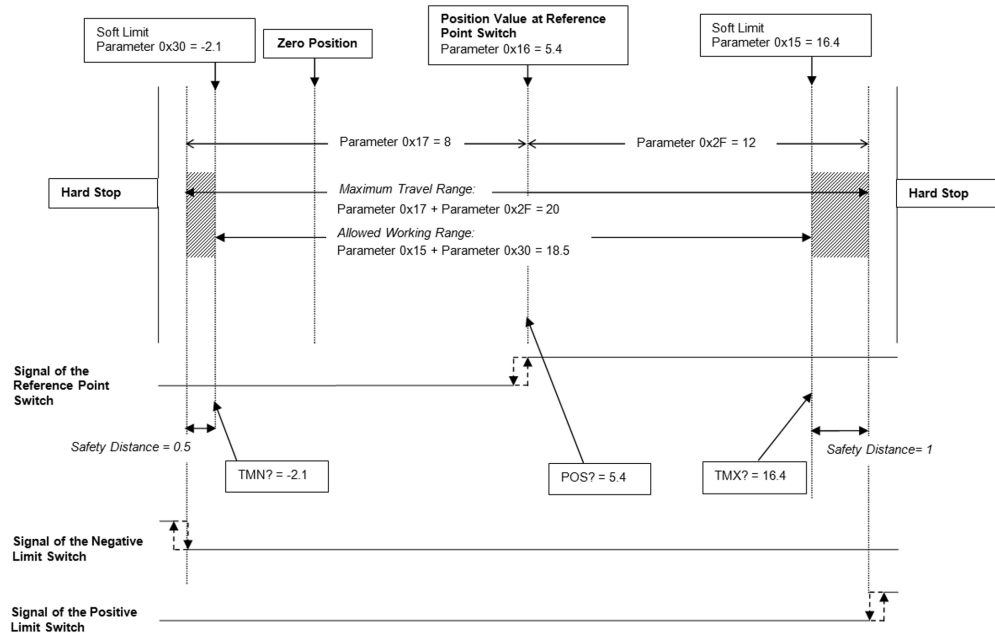 Soft Limit
Parameter 0x30 = -2.1
Zero Position
Position Value at Reference
Point Switch
Parameter 0x16 = 5.4
Soft Limit
Parameter 0x15 = 16.4
Parameter 0x17 = 8
Parameter 0x2F = 12
Hard Stop
Maximum Travel Range:
Parameter 0x17 + Parameter 0x2F = 20
Hard Stop
Allowed Working Range:
Parameter 0x15 + Parameter 0x30 = 18.5
Signal of the
Reference Point
Switch
Safety Distance = 0.5
Safety Distance= 1
TMN? = -2.1
POS? = 5.4
TMX? = 16.4
Signal of the Negative
Limit Switch
Signal of the Positive
Limit Switch